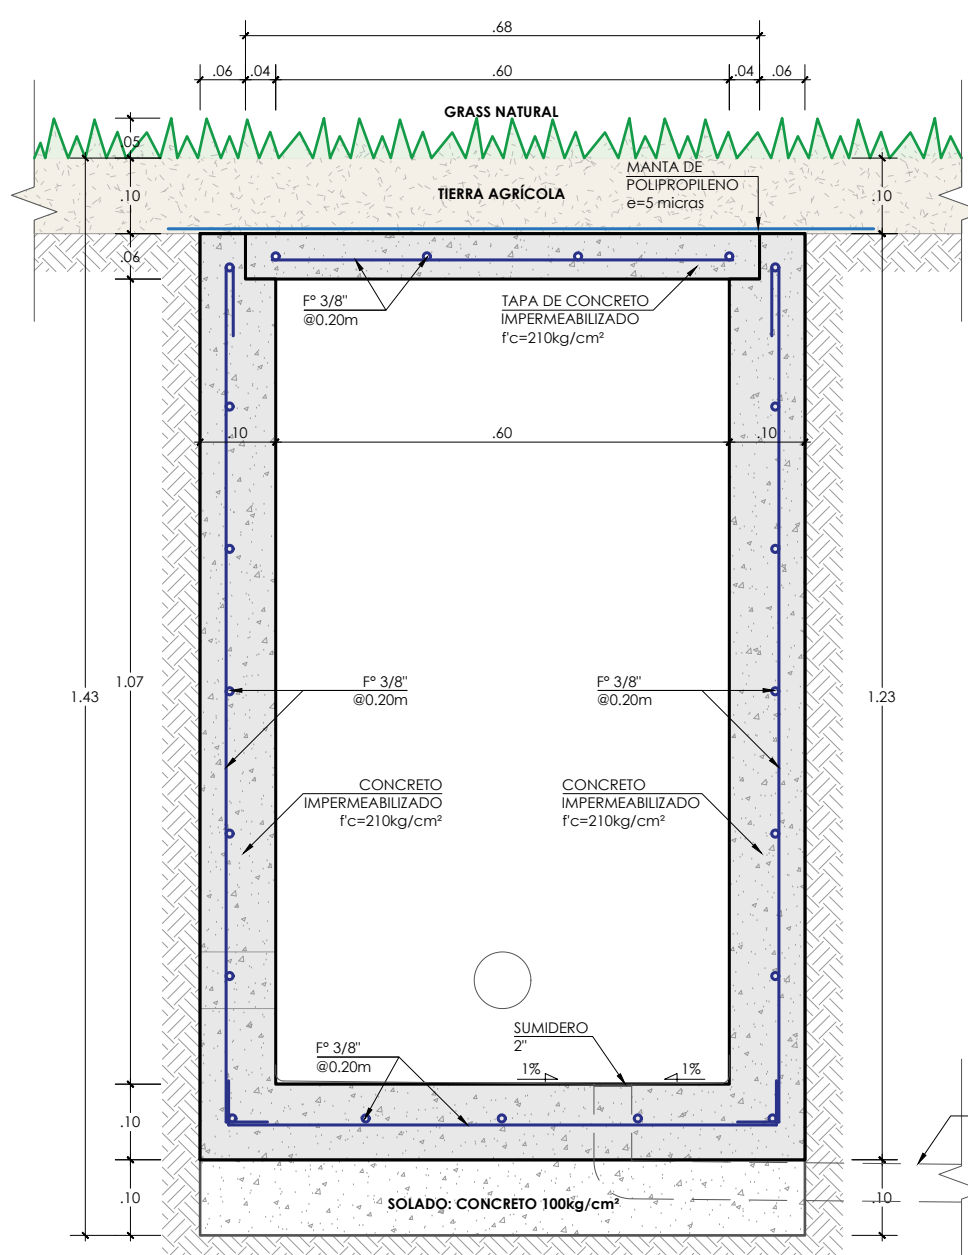 .68
.06
.04
.60
.04
.06
GRASS NATURAL
.05
MANTA DE
POLIPROPILENO
e=5 micras
.10
TIERRA AGRÍCOLA
.10
.06
F° 3/8"
@0.20m
TAPA DE CONCRETO
IMPERMEABILIZADO
f'c=210kg/cm²
.10
.60
.10
1.43
1.07
F° 3/8"
@0.20m
F° 3/8"
@0.20m
1.23
CONCRETO
IMPERMEABILIZADO
f'c=210kg/cm²
CONCRETO
IMPERMEABILIZADO
f'c=210kg/cm²
SUMIDERO
2"
F° 3/8"
@0.20m
1%
1%
.10
.10
SOLADO: CONCRETO 100kg/cm²
.10